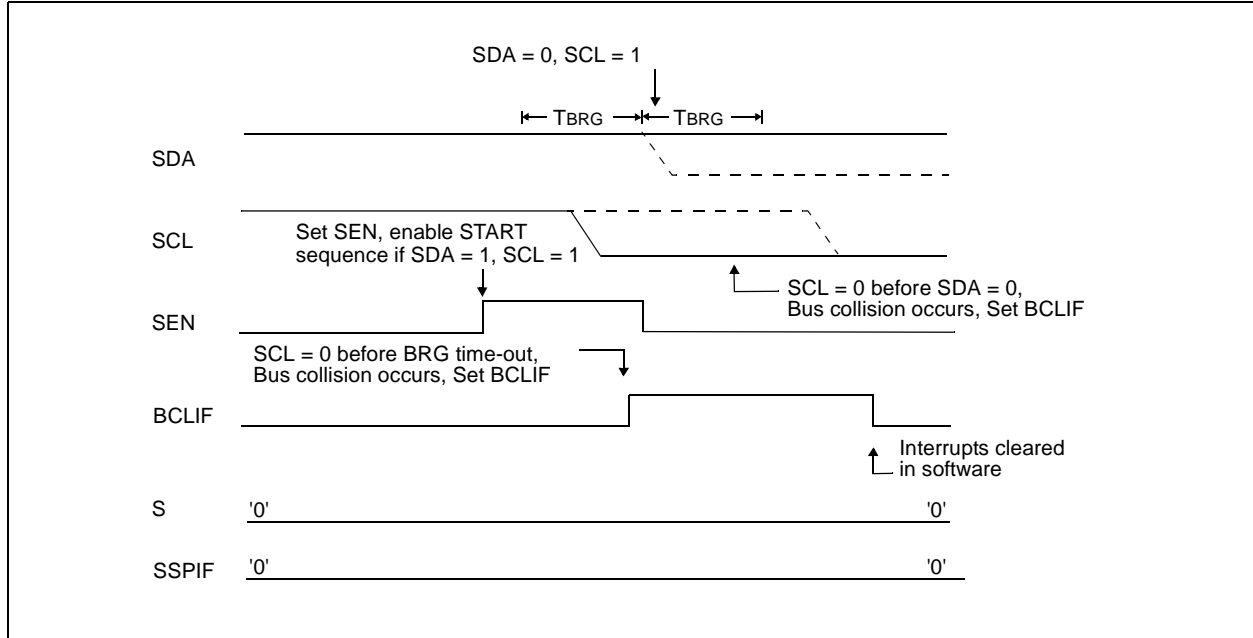 SDA = 0, SCL = 1
TBRG TBRG
SDA
SCL
Set SEN, enable START
sequence if SDA = 1, SCL = 1
SCL = 0 before SDA = 0,
Bus collision occurs, Set BCLIF
SEN
SCL = 0 before BRG time-out,
Bus collision occurs, Set BCLIF
BCLIF
Interrupts cleared
in software
S '0' '0'
SSPIF '0' '0'